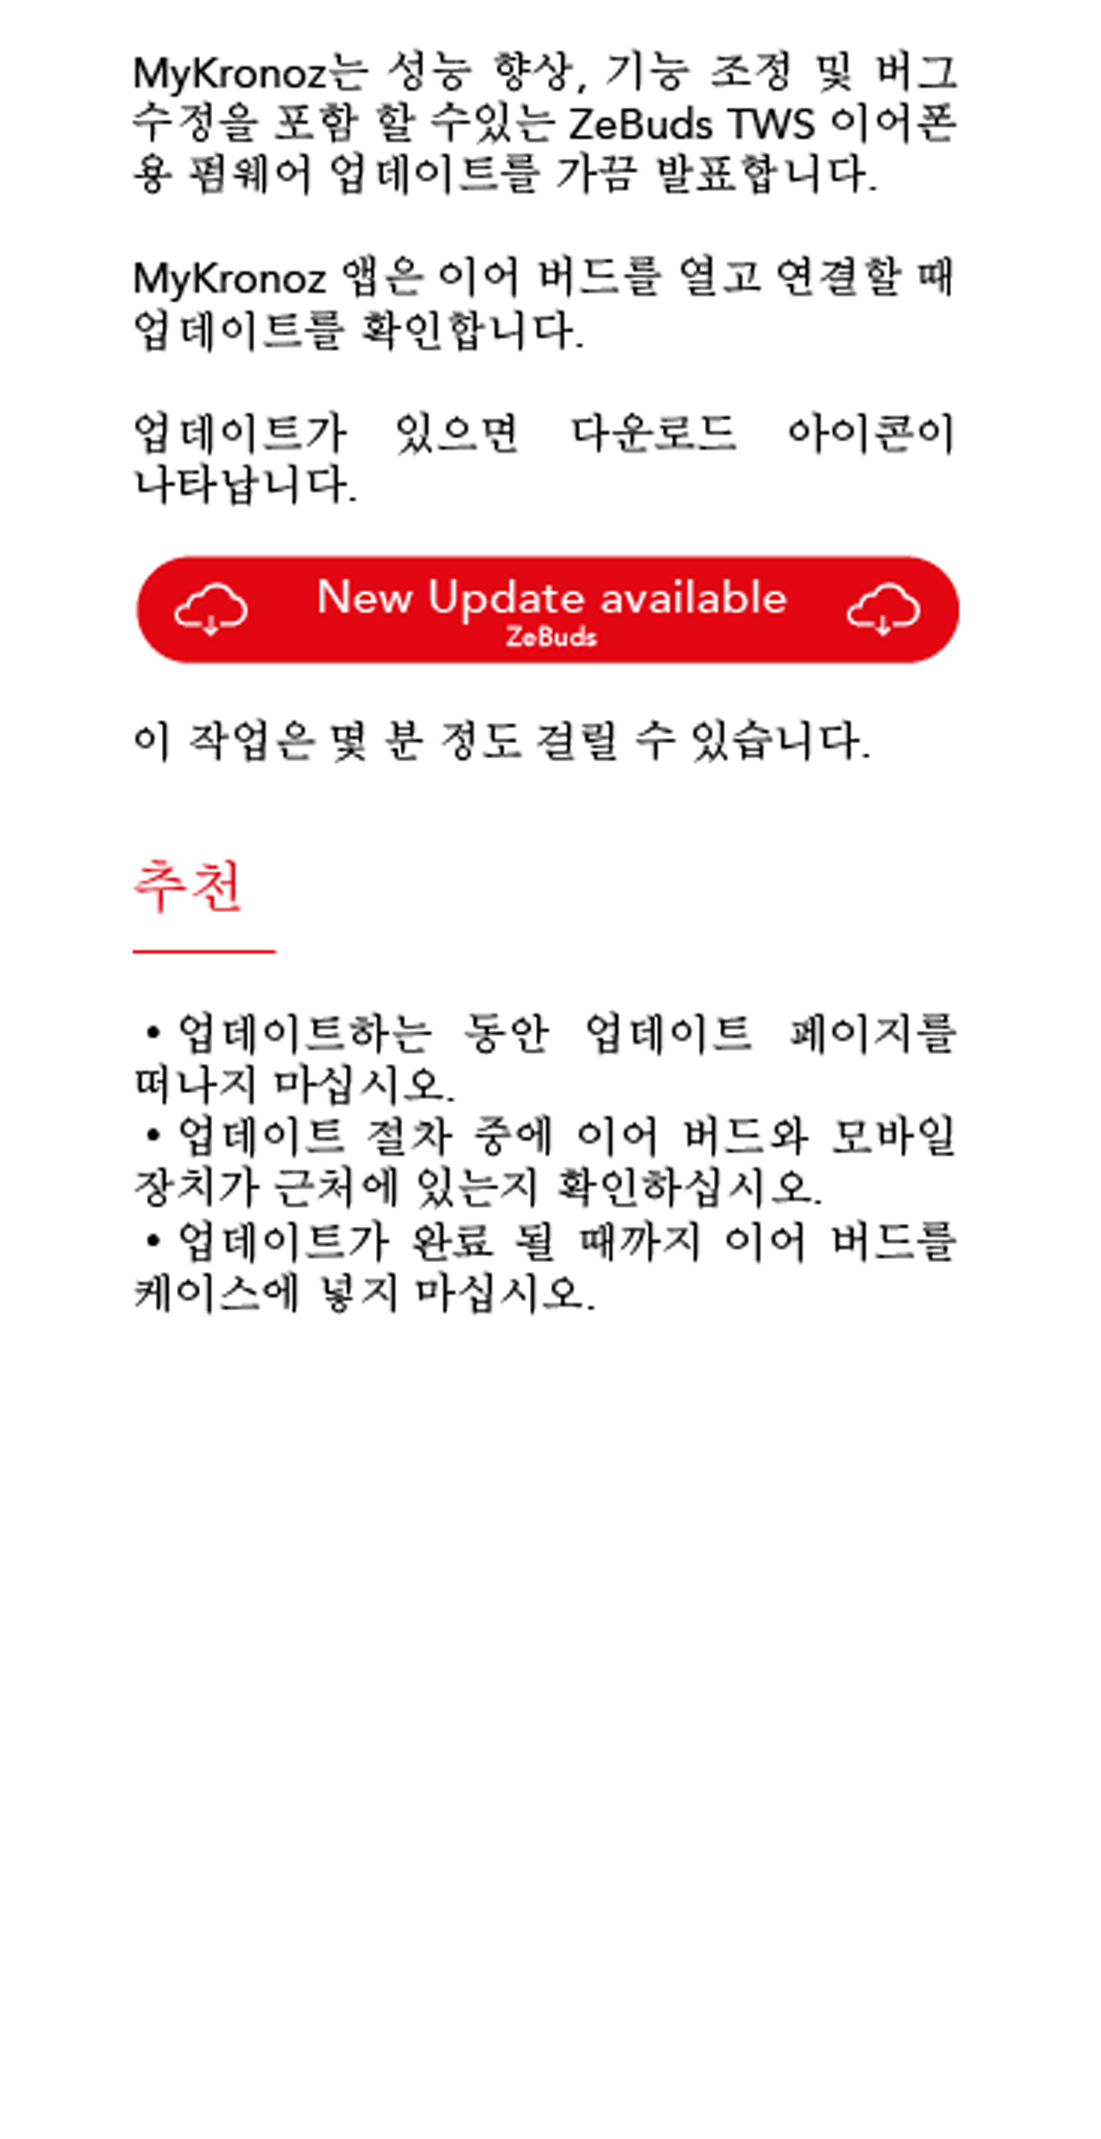 MyKronoz는 성능 향상, 기능 조정 및 버그
수정을 포함 할 수있는 ZeBuds TWS 이어폰
용 펌웨어 업데이트를 가끔 발표합니다.
MyKronoz 앱은 이어 버드를 열고 연결할 때
업데이트를 확인합니다.
업데이트가 있으면 다운로드 아이콘이
나타납니다.
New Update available
ZeBuds
이 작업은 몇 분 정도 걸릴 수 있습니다.
추천
• 업데이트하는 동안 업데이트 페이지를
떠나지 마십시오.
• 업데이트 절차 중에 이어 버드와 모바일
장치가 근처에 있는지 확인하십시오.
• 업데이트가 완료 될 때까지 이어 버드를
케이스에 넣지 마십시오.